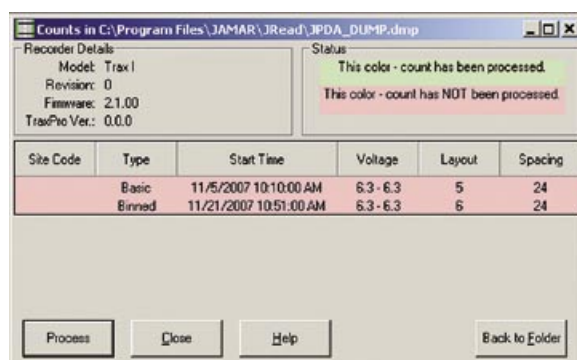 Counts in C:\Program Files\JAMAR\JRead\JPDA_DUMP.dmp
Recorder Details
Model: Trax I
Revision: 0
Firmware: 2.1.00
TraxPro Ver.: 0.0.0
Status
This color - count has been processed.
This color - count has NOT been processed.
Site Code Type Start Time Voltage Layout Spacing
Basic 11/5/2007 10:10:00 AM 6.3 - 6.3 5 24
Binned 11/21/2007 10:51:00 AM 6.3 - 6.3 6 24
Process Close Help Back to Folder